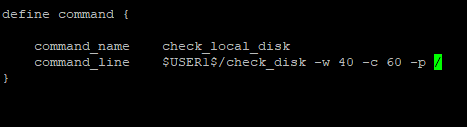 define command {
command_name check_local_disk
command_line $USER1$/check_disk -w 40 -c 60 -p /
}